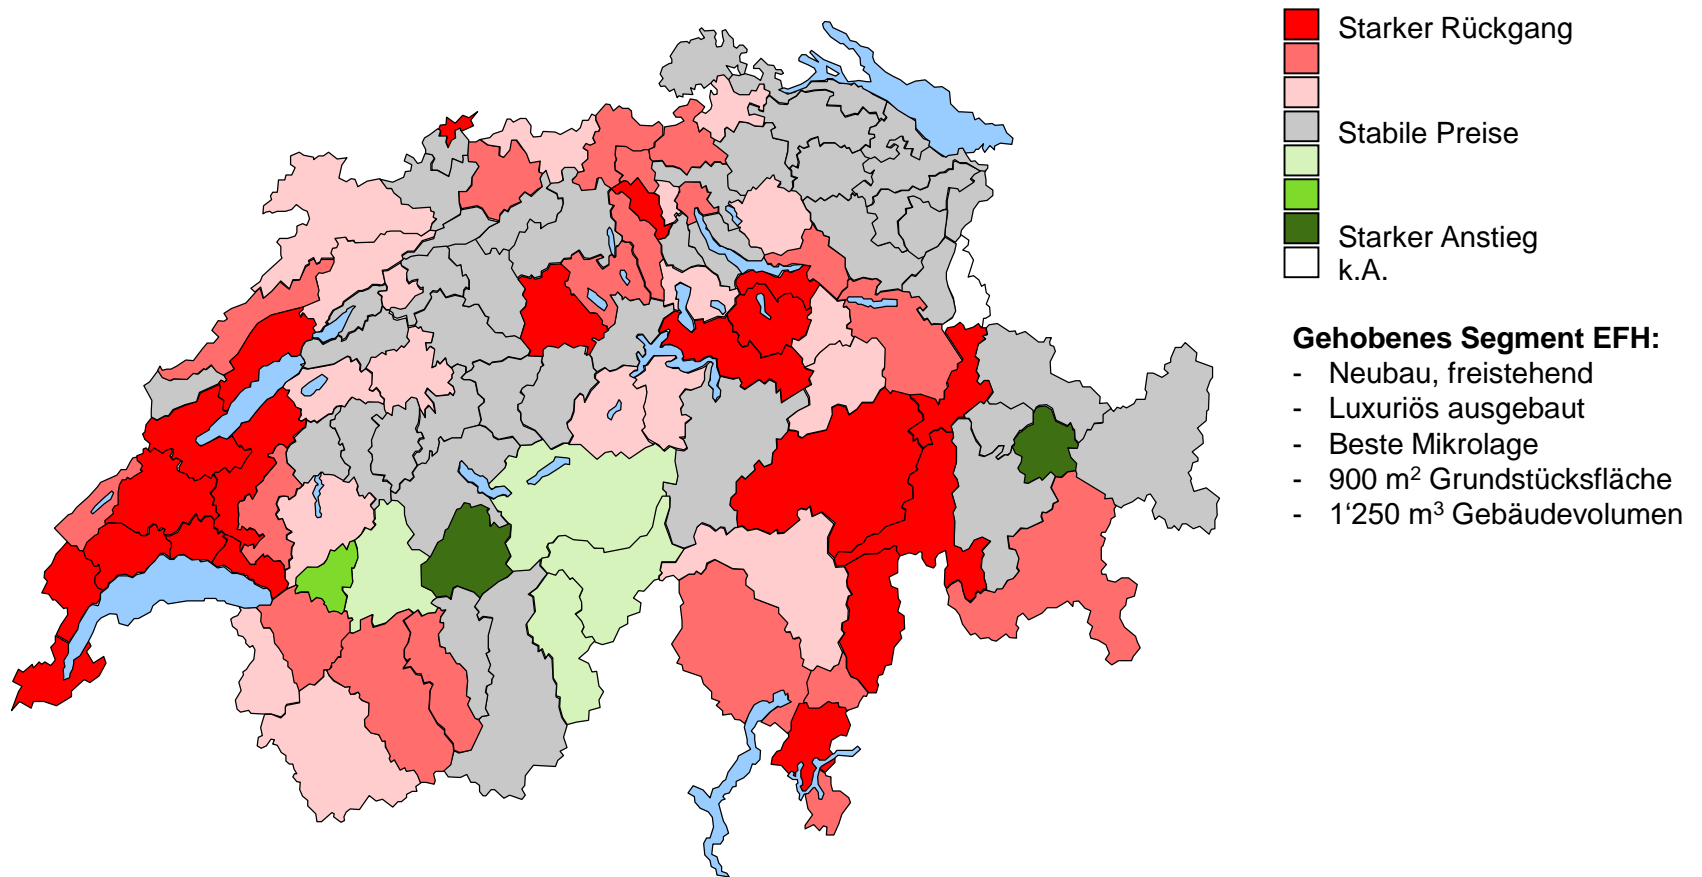 Starker Rückgang
Stabile Preise
Starker Anstieg
k.A.
Gehobenes Segment EFH:
- Neubau, freistehend
- Luxuriös ausgebaut
- Beste Mikrolage
- 900 m² Grundstücksfläche
- 1‘250 m³ Gebäudevolumen